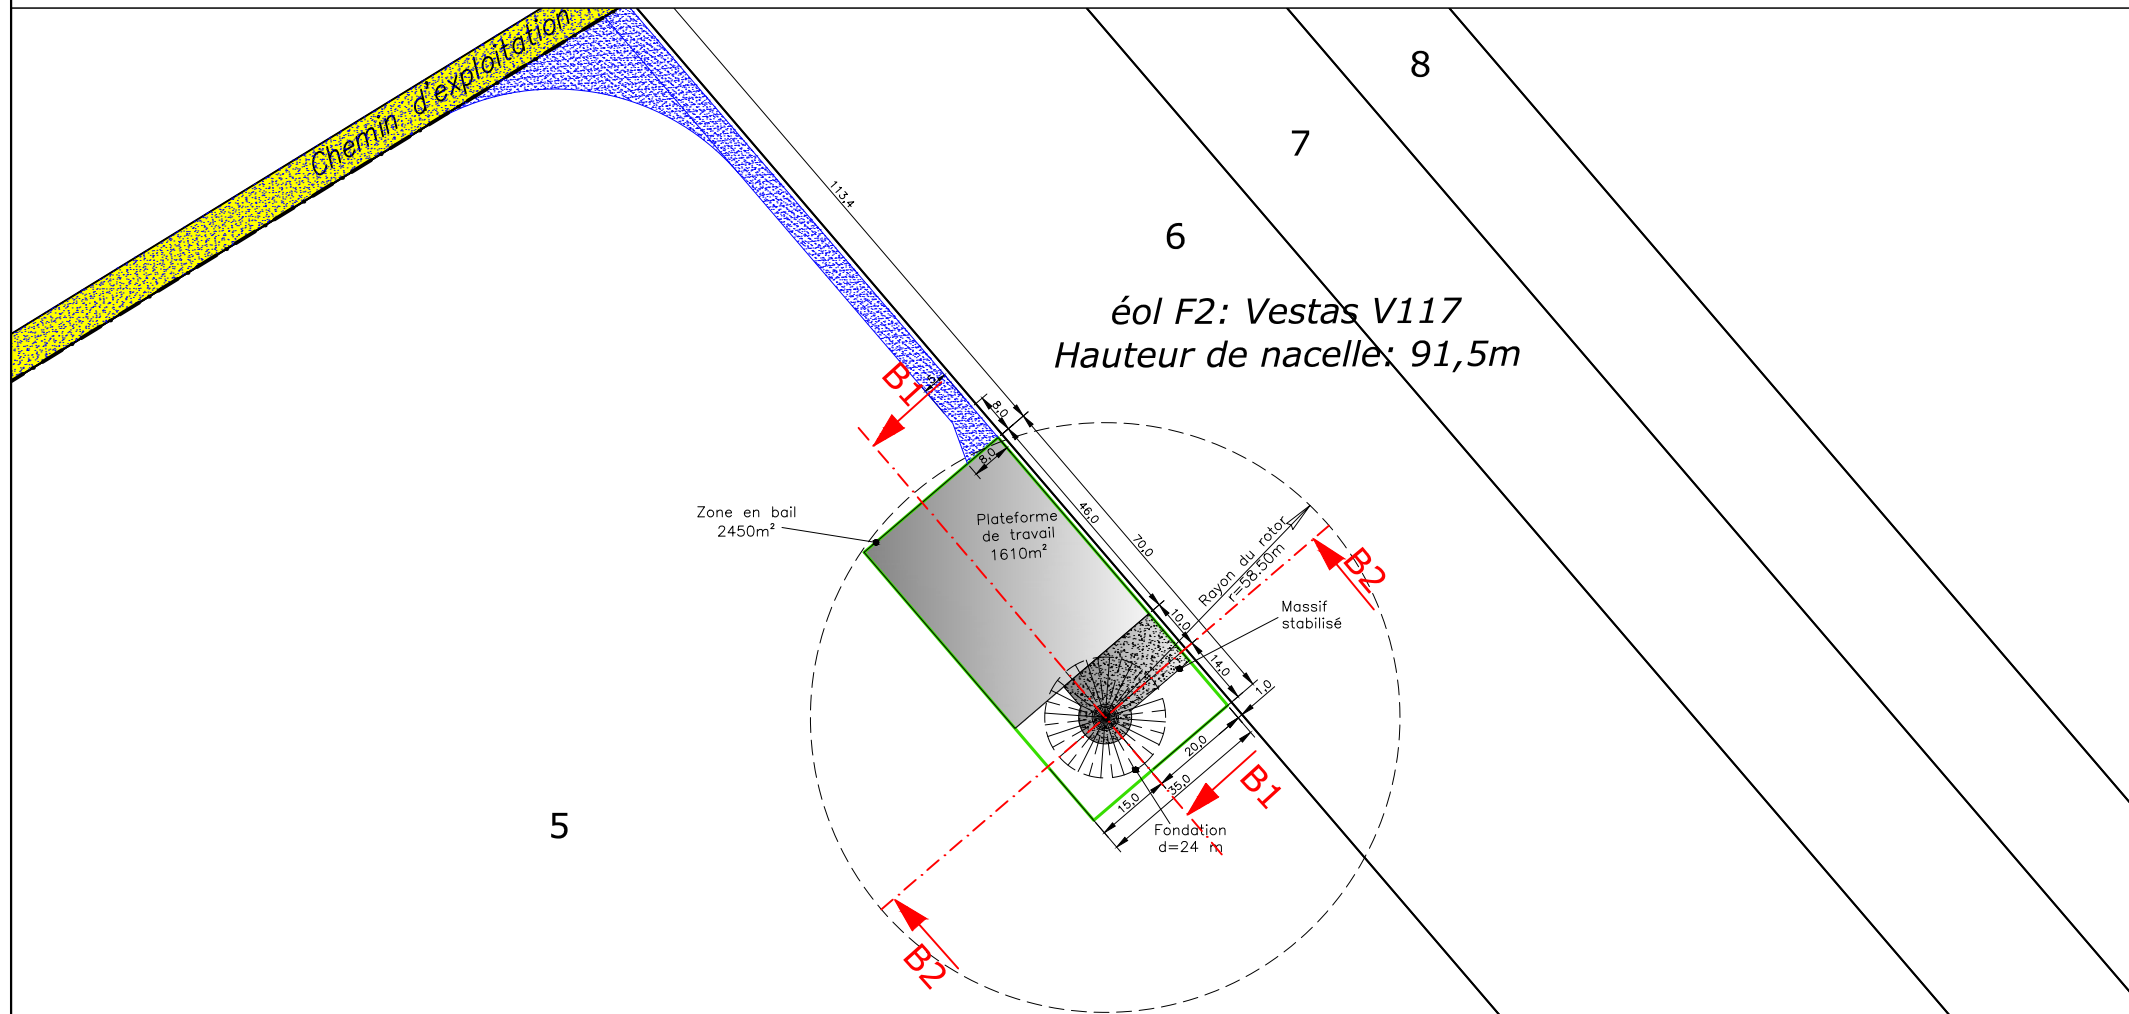 Chemin d'exploitation
8
7
6
113,4
éol F2: Vestas V117
Hauteur de nacelle: 91,5m
B1
8,0
8,0
Zone en bail
2450m²
Plateforme
de travail
1610m²
46,0
70,0
Rayon du rotor
r=58.50m
B2
Massif
stabilisé
10,0
14,0
1,0
20,0
35,0
15,0
B1
Fondation
d=24 m
5
B2